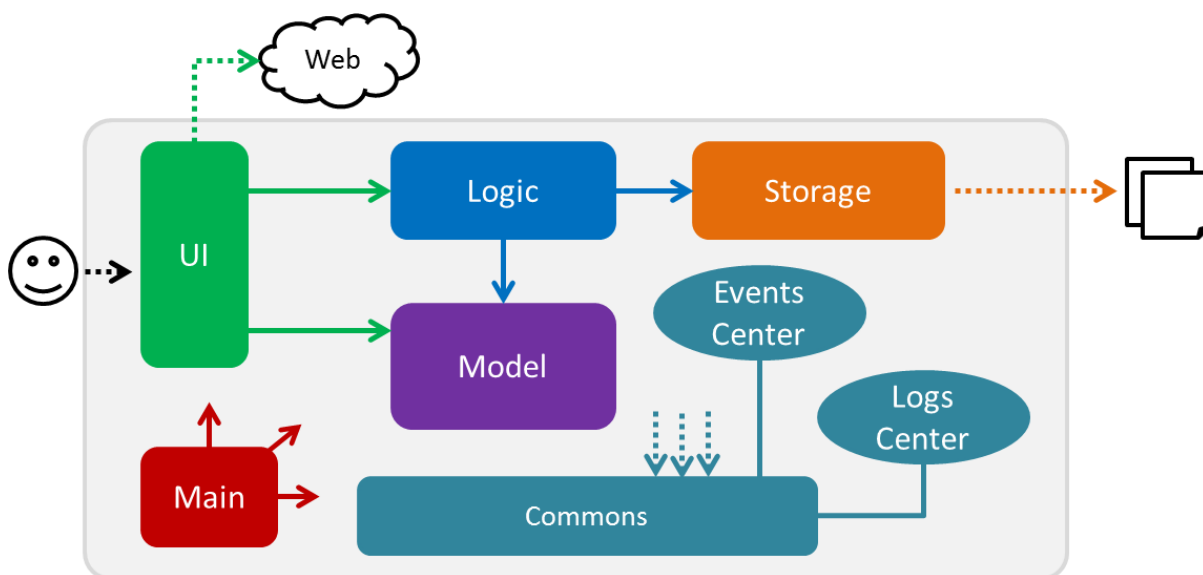 Web
Logic
Storage
UI
Events
Center
Model
Logs
Center
Main
Commons